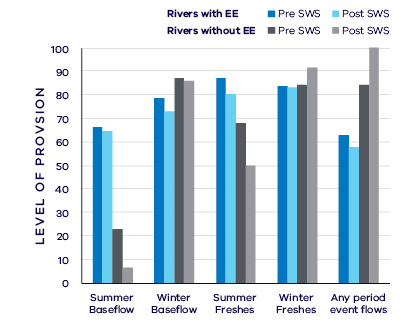 Rivers with EE Pre SWS Post SWS
Rivers without EE Pre SWS Post SWS
LEVEL OF PROVSION
100
90
80
70
60
50
40
30
20
10
0
Summer Baseflow
Winter Baseflow
Summer Freshes
Winter Freshes
Any period event flows